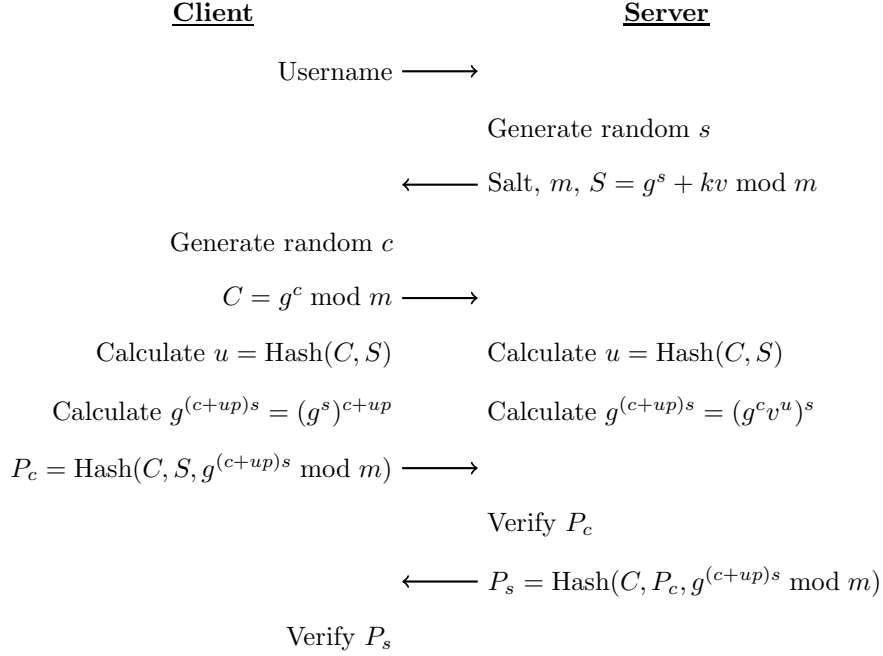 Client Server
Username
Generate random s
Salt, m, S = g^s + kv mod m
Generate random c
C = g^c mod m
Calculate u = Hash(C, S) Calculate u = Hash(C, S)
Calculate g^{(c+up)s} = (g^s)^{c+up} Calculate g^{(c+up)s} = (g^c v^u)^s
P_c = Hash(C, S, g^{(c+up)s} mod m)
Verify P_c
P_s = Hash(C, P_c, g^{(c+up)s} mod m)
Verify P_s